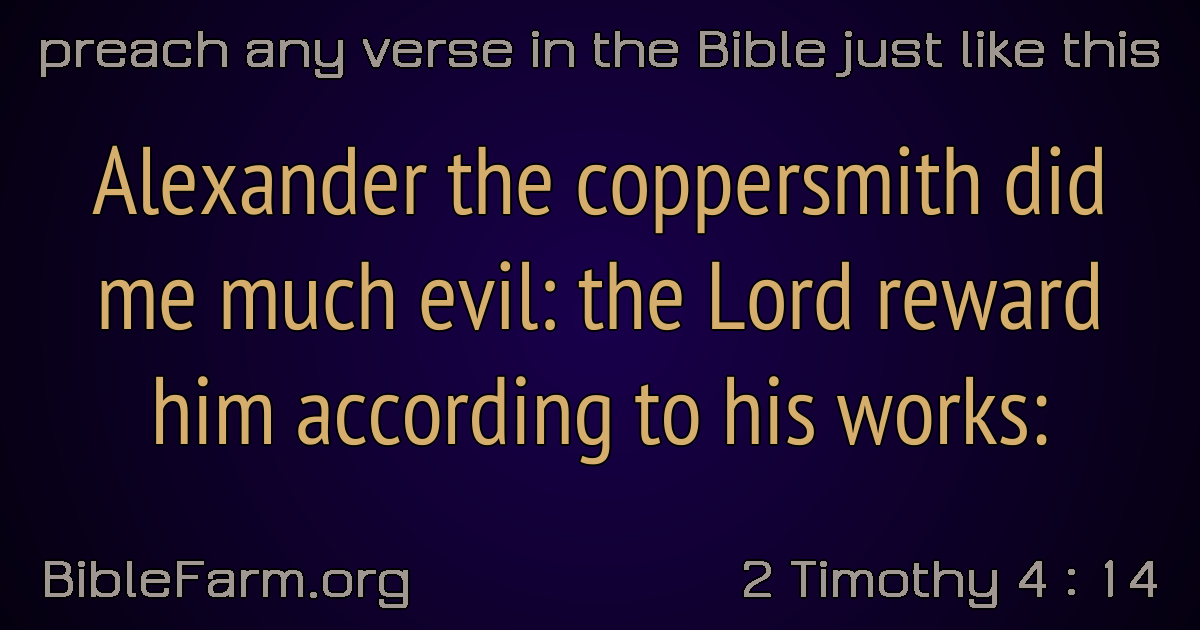 preach any verse in the Bible just like this
Alexander the coppersmith did
me much evil: the Lord reward
him according to his works:
BibleFarm.org
2 Timothy 4 : 14